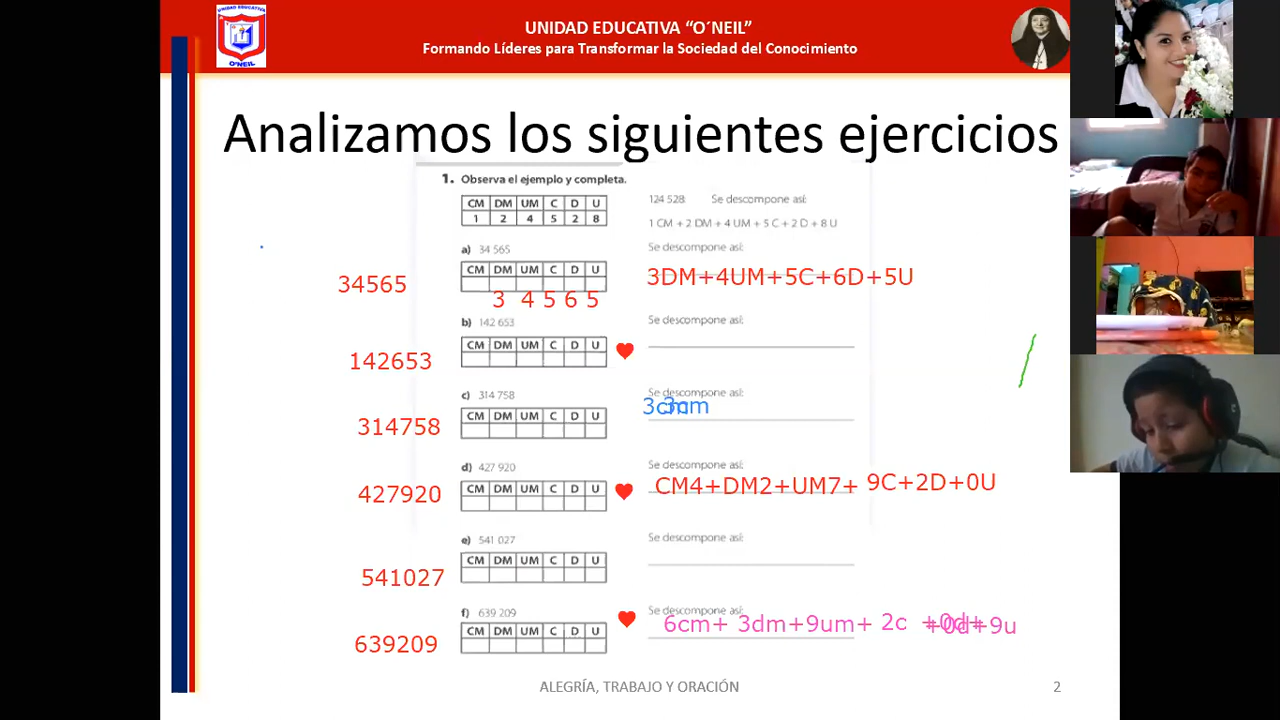 UNIDAD EDUCATIVA
O´NEIL
UNIDAD EDUCATIVA “O´NEIL”
Formando Líderes para Transformar la Sociedad del Conocimiento
Analizamos los siguientes ejercicios
1. Observa el ejemplo y completa.
CM DM UM C D U
1 2 4 5 2 8
124 528 Se descompone así:
1 CM + 2 DM + 4 UM + 5 C + 2 D + 8 U
a) 34 565
Se descompone así:
34565
CM DM UM C D U
3 4 5 6 5
3DM+4UM+5C+6D+5U
b) 142 653
Se descompone así:
142653
CM DM UM C D U
c) 314 758
Se descompone así:
314758
CM DM UM C D U
3cm
3cm
d) 427 920
Se descompone así:
427920
CM DM UM C D U
CM4+DM2+UM7+ 9C+2D+0U
e) 541 027
Se descompone así:
541027
CM DM UM C D U
f) 639 209
Se descompone así:
639209
CM DM UM C D U
6cm+ 3dm+9um+ 2c +0d+ +0d+9u
ALEGRÍA, TRABAJO Y ORACIÓN
2